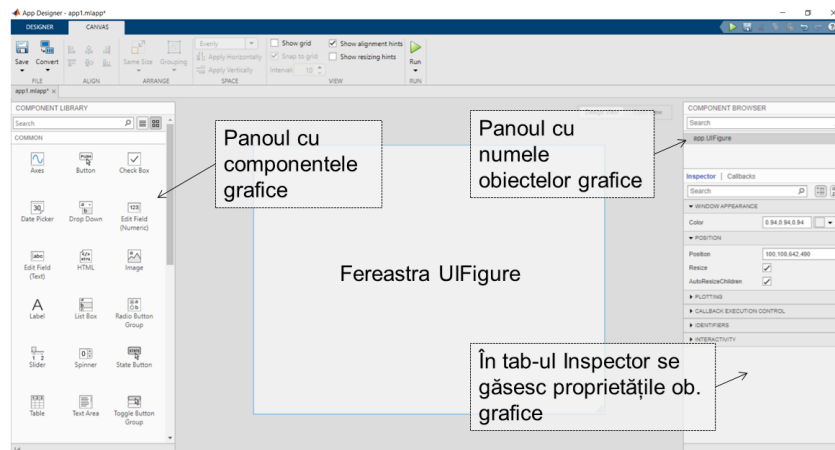 App Designer - app1.mlapp*
DESIGNER CANVAS
Save Convert
Same Size Grouping
Evenly
Apply Horizontally
Apply Vertically
Show grid
Snap to grid
Interval: 10
Show alignment hints
Show resizing hints
Run
FILE ALIGN ARRANGE SPACE VIEW RUN
app1.mlapp* ×
COMPONENT LIBRARY
Search
COMMON
Axes Button Check Box
Date Picker Drop Down Edit Field
(Numeric)
Edit Field
(Text)
HTML Image
Label List Box Radio Button
Group
Slider Spinner State Button
Table Text Area Toggle Button
Group
Panoul cu
componentele
grafice
Fereastra UIFigure
Design View
Panoul cu
numele
obiectelor grafice
În tab-ul Inspector se
găsesc proprietățile ob.
grafice
COMPONENT BROWSER
Search
app.UIFigure
Inspector | Callbacks
Search
WINDOW APPEARANCE
Color 0.94,0.94,0.94
POSITION
Position 100,100,642,490
Resize
AutoResizeChildren
PLOTTING
CALLBACK EXECUTION CONTROL
IDENTIFIERS
INTERACTIVITY